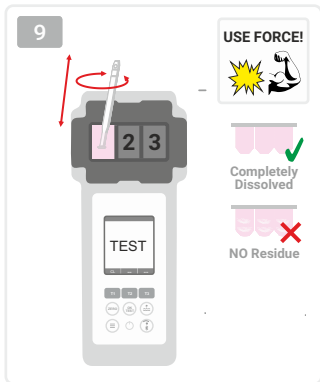 9
USE FORCE!
2 3
Completely
Dissolved
TEST
NO Residue